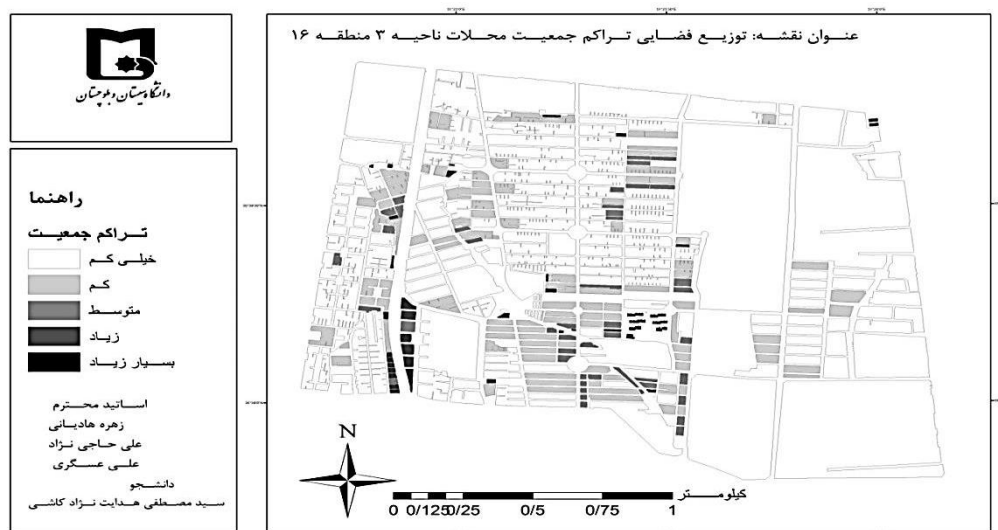 عنوان نقشه: توزیع فضایی تراکم جمعیت محلات ناحیه ۳ منطقه ۱۶
دانشگاه سیستان و بلوچستان
راهنما
تراکم جمعیت
خیلی کم
کم
متوسط
زیاد
بسیار زیاد
اساتید محترم
زهره هادیانی
علی حاجی نژاد
علی عسگری
دانشجو
سید مصطفی هدایت نژاد کاشی
N
کیلومتر
0 0/125 0/25 0/5 0/75 1